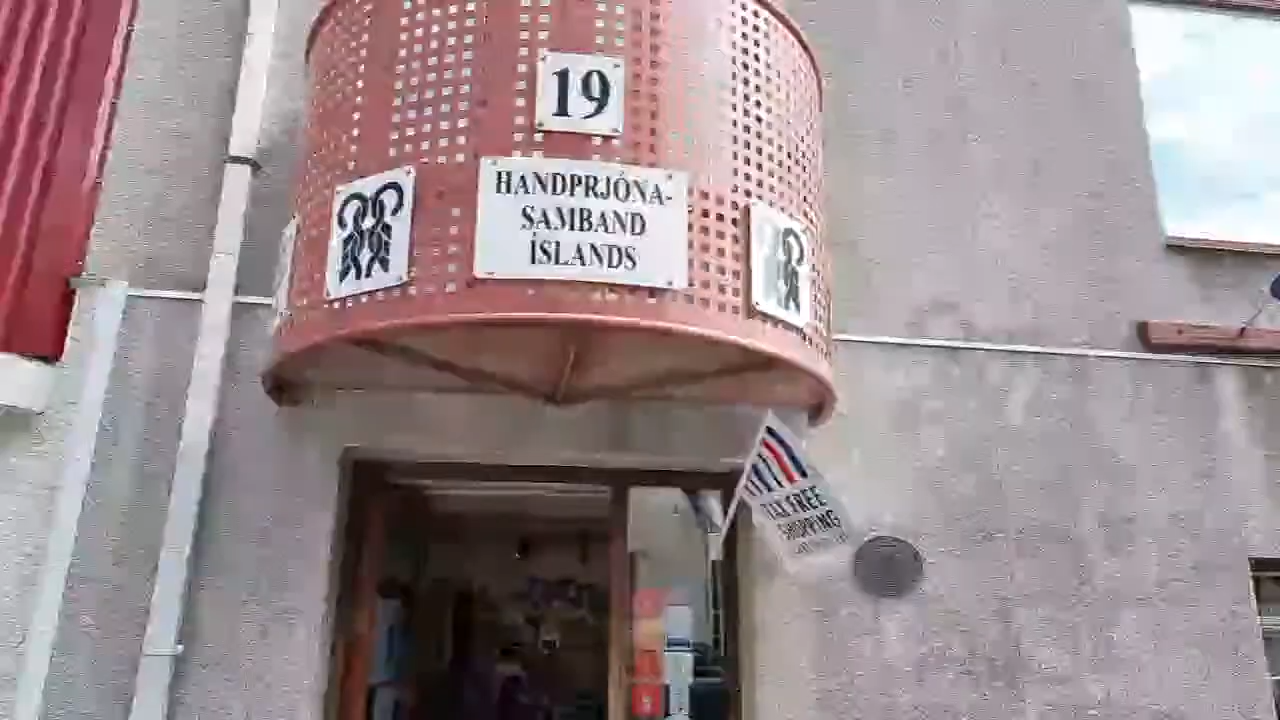 19
HANDPRJÓNA-
SAMBAND
ÍSLANDS
TAX FREE
SHOPPING